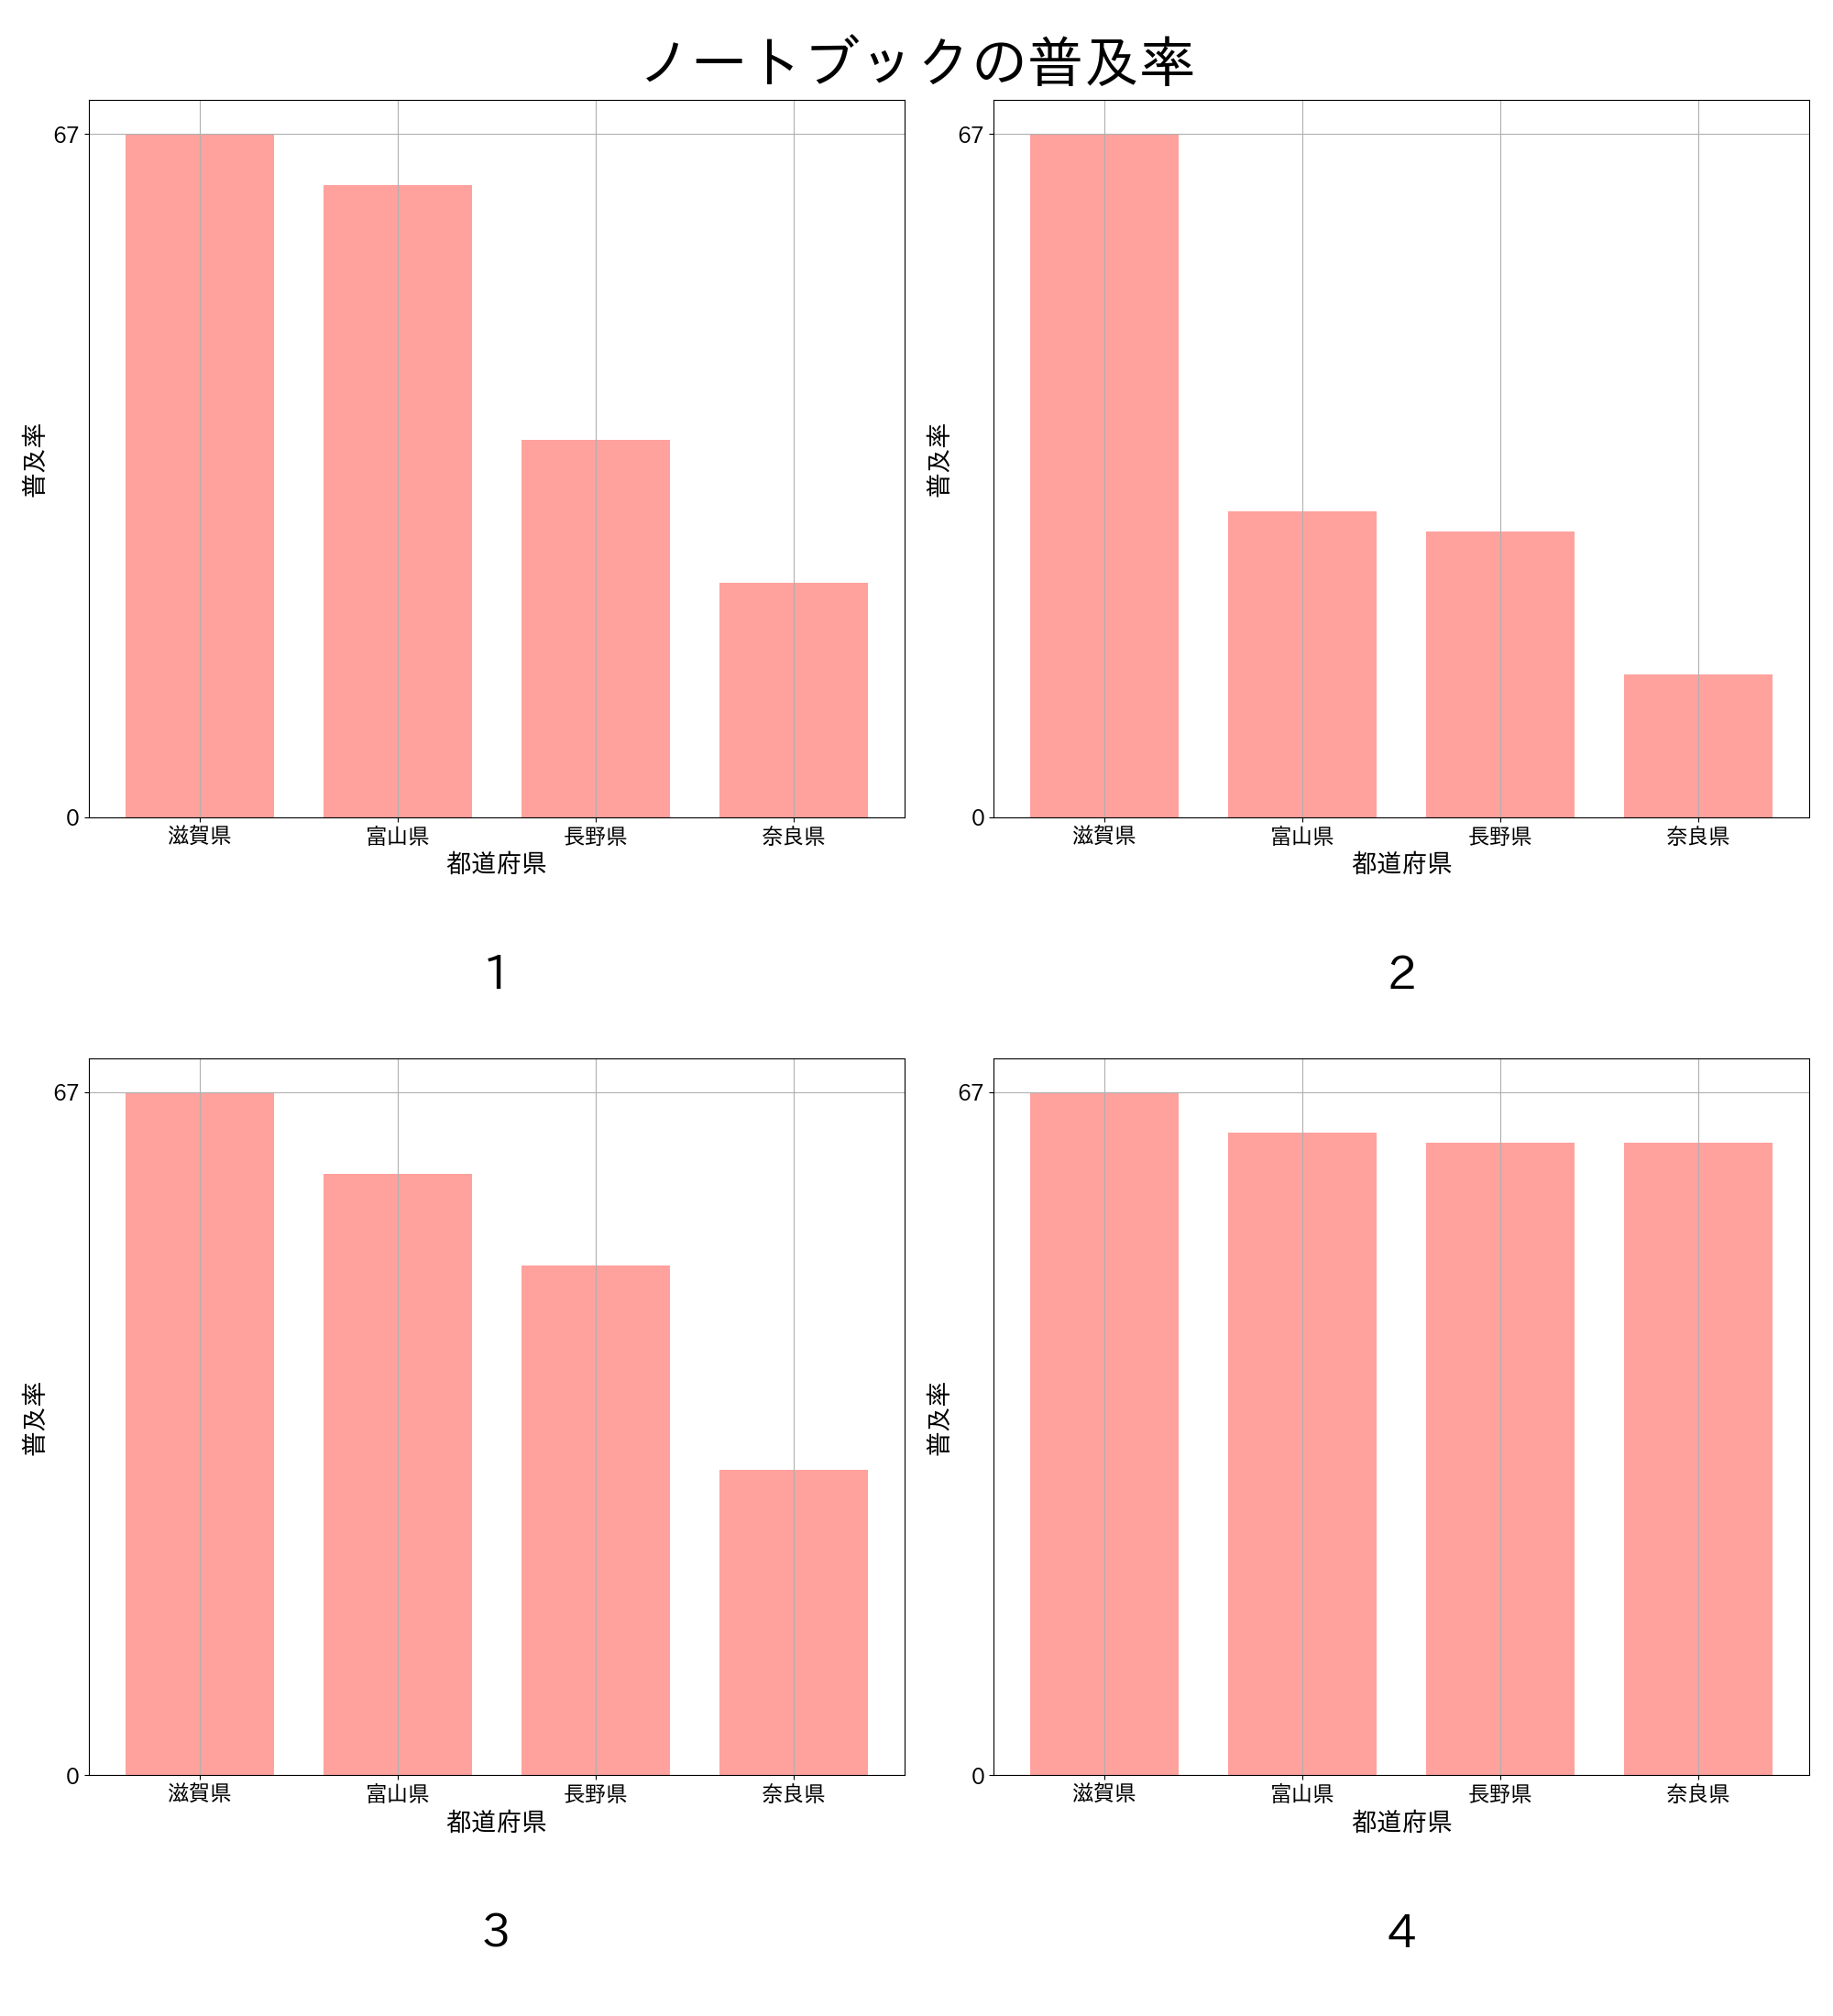 ノートブックの普及率
67
0
普及率
滋賀県 富山県 長野県 奈良県
都道府県
1
67
0
普及率
滋賀県 富山県 長野県 奈良県
都道府県
2
67
0
普及率
滋賀県 富山県 長野県 奈良県
都道府県
3
67
0
普及率
滋賀県 富山県 長野県 奈良県
都道府県
4